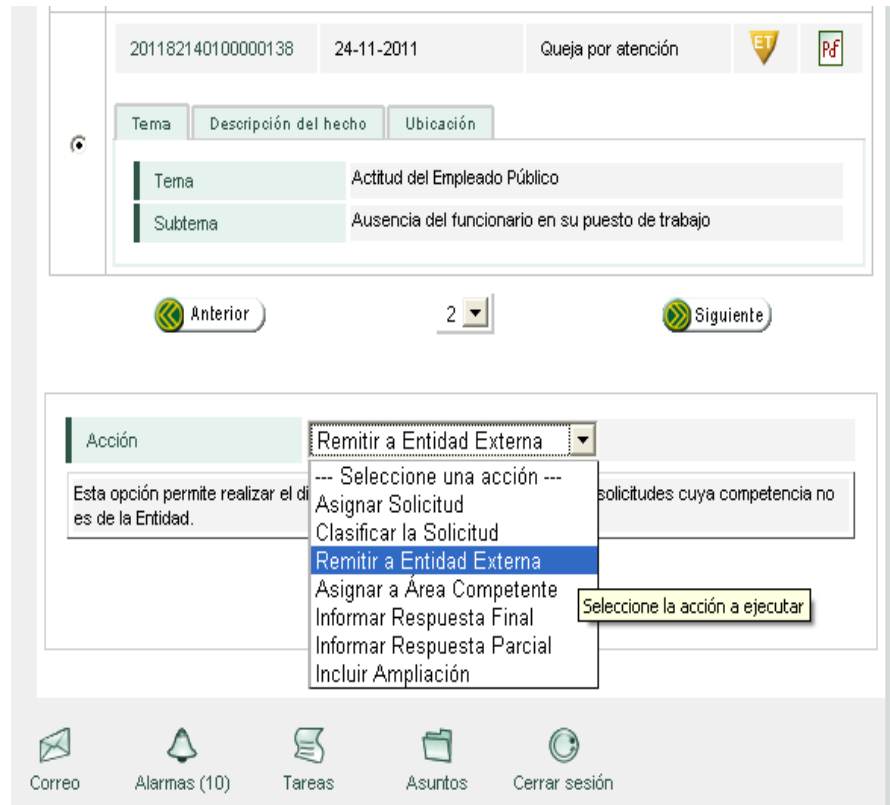 201182140100000138 24-11-2011 Queja por atención ET Pdf
Tema Descripción del hecho Ubicación
Tema Actitud del Empleado Público
Subtema Ausencia del funcionario en su puesto de trabajo
Anterior 2 Siguiente
Acción Remitir a Entidad Externa
--- Seleccione una acción ---
Esta opción permite realizar el di solicitudes cuya competencia no
es de la Entidad.
Asignar Solicitud
Clasificar la Solicitud
Remitir a Entidad Externa
Asignar a Área Competente
Seleccione la acción a ejecutar
Informar Respuesta Final
Informar Respuesta Parcial
Incluir Ampliación
Correo Alarmas (10) Tareas Asuntos Cerrar sesión